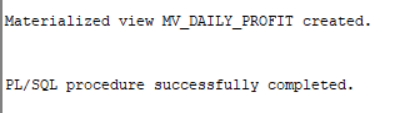 Materialized view MV_DAILY_PROFIT created.
PL/SQL procedure successfully completed.